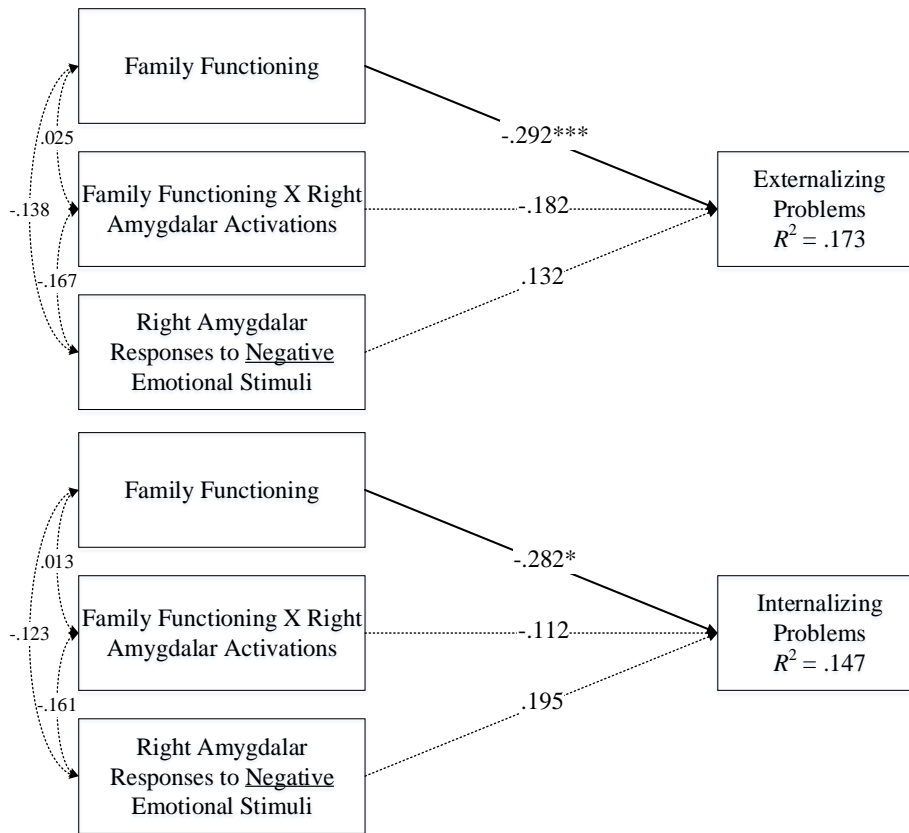 Family Functioning
-.292***
.025
Family Functioning X Right
Amygdalar Activations
-.182
Externalizing
Problems
R² = .173
-.138
-.167
.132
Right Amygdalar
Responses to Negative
Emotional Stimuli
Family Functioning
-.282*
.013
Family Functioning X Right
Amygdalar Activations
-.112
Internalizing
Problems
R² = .147
-.123
-.161
.195
Right Amygdalar
Responses to Negative
Emotional Stimuli